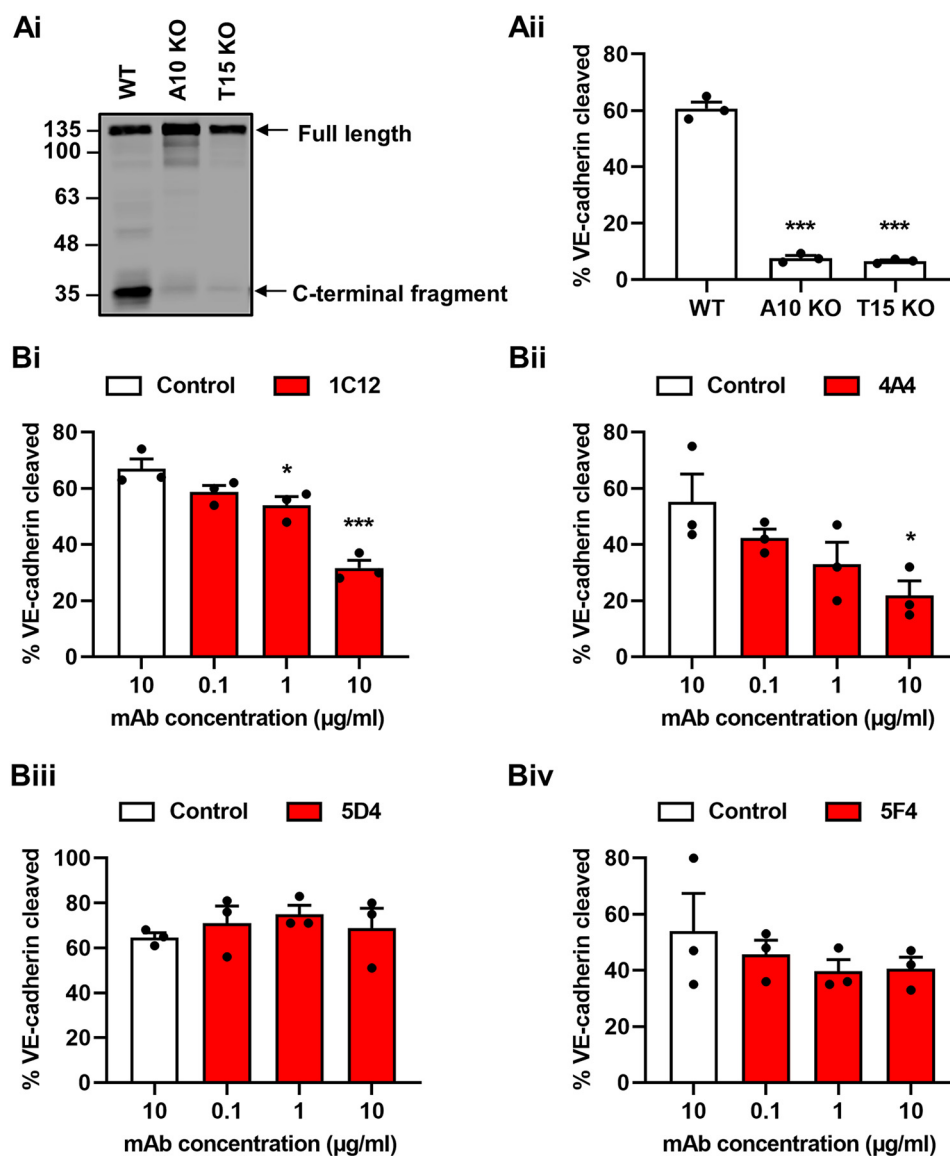 Ai
WT
A10 KO
T15 KO
135
100
63
48
35
Full length
C-terminal fragment
Aii
% VE-cadherin cleaved
80
60
40
20
0
***
***
WT
A10 KO
T15 KO
Bi
Control
1C12
% VE-cadherin cleaved
80
60
40
20
0
*
***
10
0.1
1
10
mAb concentration (µg/ml)
Bii
Control
4A4
% VE-cadherin cleaved
80
60
40
20
0
*
10
0.1
1
10
mAb concentration (µg/ml)
Biii
Control
5D4
% VE-cadherin cleaved
100
80
60
40
20
0
10
0.1
1
10
mAb concentration (µg/ml)
Biv
Control
5F4
% VE-cadherin cleaved
80
60
40
20
0
10
0.1
1
10
mAb concentration (µg/ml)